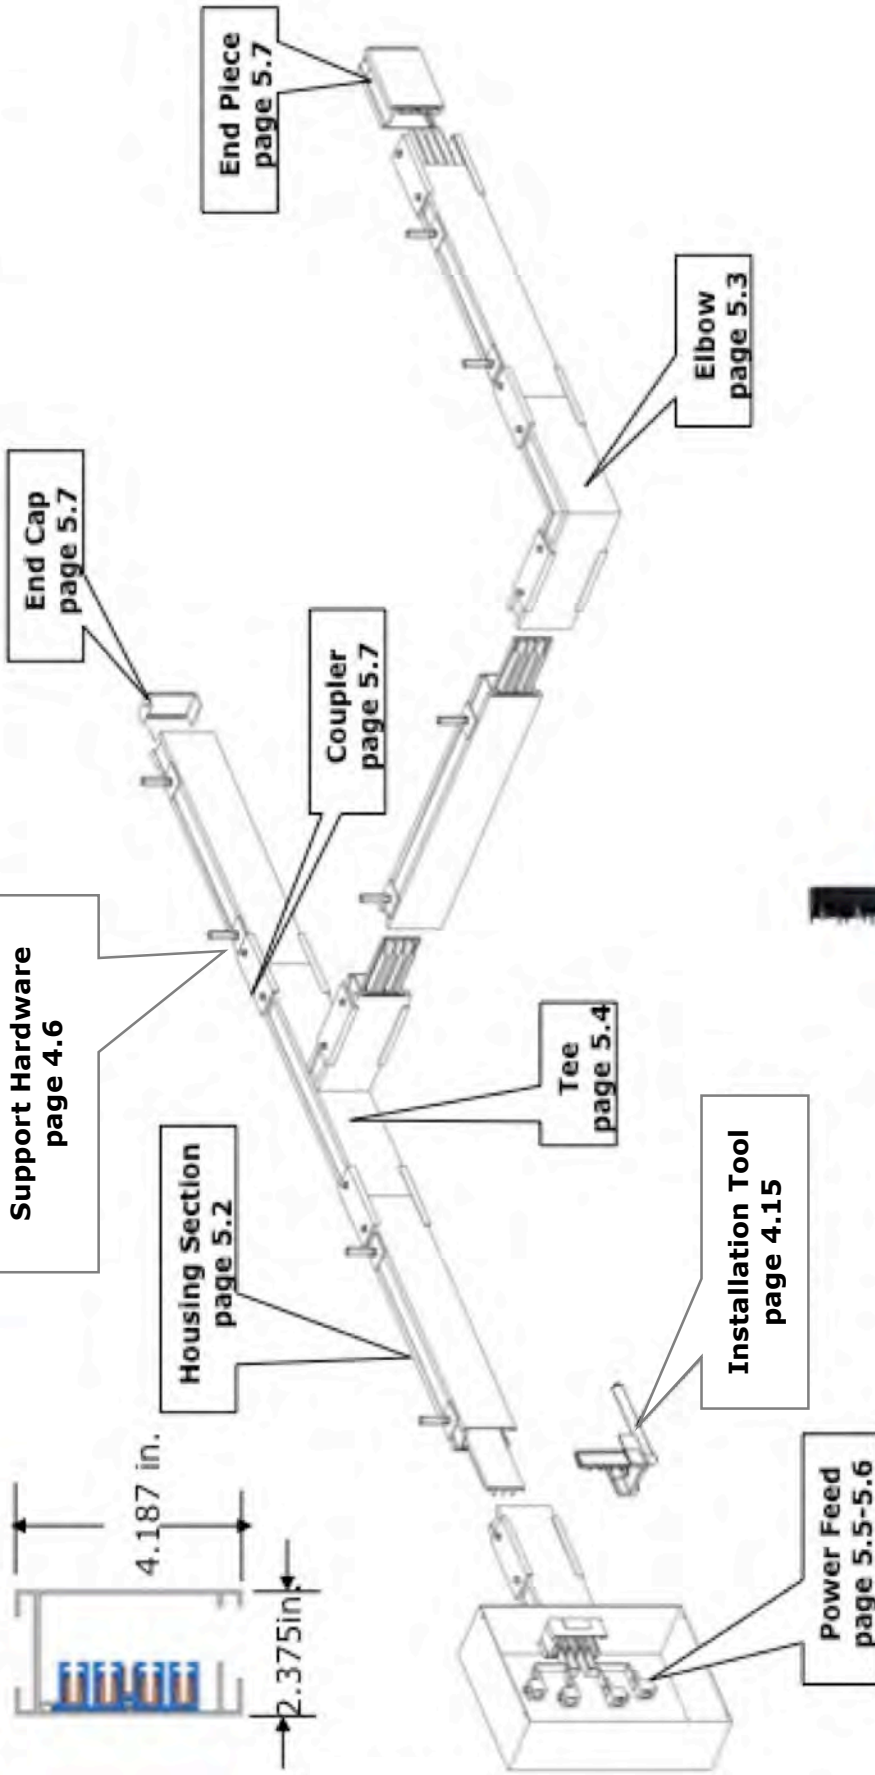 4.187 in.
2.375in.
Support Hardware
page 4.6
End Cap
page 5.7
End Piece
page 5.7
Housing Section
page 5.2
Coupler
page 5.7
Tee
page 5.4
Elbow
page 5.3
Installation Tool
page 4.15
Power Feed
page 5.5-5.6